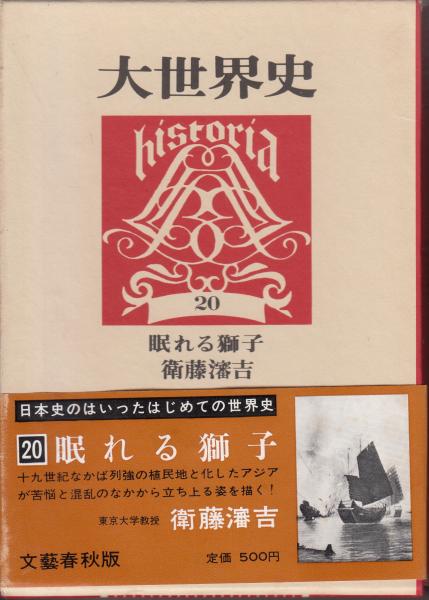 大世界史
historia
20
眠れる獅子
衛藤瀋吉
日本史のはいったはじめての世界史
20 眠れる獅子
十九世紀なかば列強の植民地と化したアジア
が苦悩と混乱のなかから立ち上る姿を描く!
東京大学教授 衛藤瀋吉
文藝春秋版 定価 500円